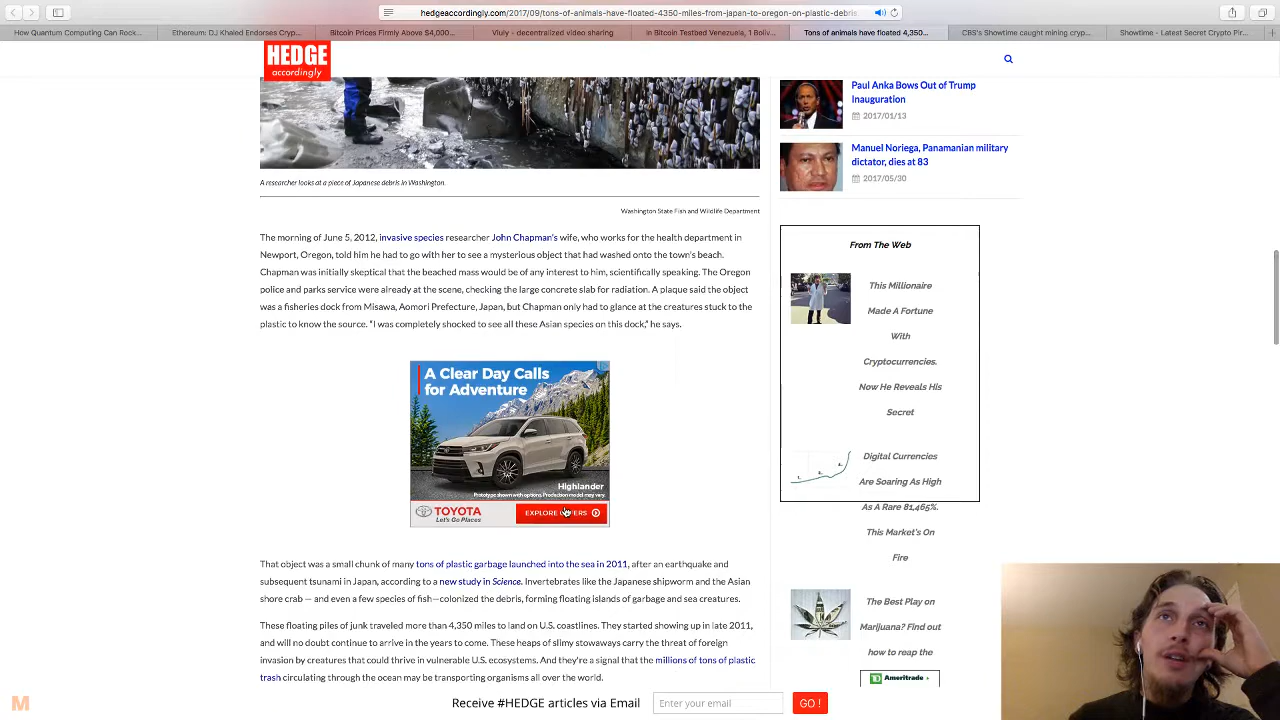 hedgeaccordingly.com/2017/09/tons-of-animals-have-floated-4350-miles-from-japan-to-oregon-on-plastic-debris
How Quantum Computing Can Rock...
Ethereum: DJ Khaled Endorses Cryp...
Bitcoin Prices Firmly Above $4,000...
Viuly - decentralized video sharing
In Bitcoin Testbed Venezuela, 1 Boliv...
Tons of animals have floated 4,350...
CBS's Showtime caught mining cryp...
Showtime - Latest Secret Crypto Fir...
HEDGE
accordingly
Paul Anka Bows Out of Trump
Inauguration
2017/01/13
Manuel Noriega, Panamanian military
dictator, dies at 83
2017/05/30
A researcher looks at a piece of Japanese debris in Washington.
Washington State Fish and Wildlife Department
The morning of June 5, 2012, invasive species researcher John Chapman's wife, who works for the health department in
Newport, Oregon, told him he had to go with her to see a mysterious object that had washed onto the town's beach.
Chapman was initially skeptical that the beached mass would be of any interest to him, scientifically speaking. The Oregon
police and parks service were already at the scene, checking the large concrete slab for radiation. A plaque said the object
was a fisheries dock from Misawa, Aomori Prefecture, Japan, but Chapman only had to glance at the creatures stuck to the
plastic to know the source. "I was completely shocked to see all these Asian species on this dock," he says.
A Clear Day Calls
for Adventure
Highlander
Prototype shown with options. Production model may vary.
TOYOTA
Let's Go Places
EXPLORE
That object was a small chunk of many tons of plastic garbage launched into the sea in 2011, after an earthquake and
subsequent tsunami in Japan, according to a new study in Science. Invertebrates like the Japanese shipworm and the Asian
shore crab — and even a few species of fish—colonized the debris, forming floating islands of garbage and sea creatures.
These floating piles of junk traveled more than 4,350 miles to land on U.S. coastlines. They started showing up in late 2011,
and will no doubt continue to arrive in the years to come. These heaps of slimy stowaways carry the threat of foreign
invasion by creatures that could thrive in vulnerable U.S. ecosystems. And they're a signal that the millions of tons of plastic
trash circulating through the ocean may be transporting organisms all over the world.
From The Web
This Millionaire
Made A Fortune
With
Cryptocurrencies.
Now He Reveals His
Secret
Digital Currencies
Are Soaring As High
As A Rare 81,465%.
This Market's On
Fire
The Best Play on
Marijuana? Find out
how to reap the
TD Ameritrade
M
Receive #HEDGE articles via Email
Enter your email
GO !